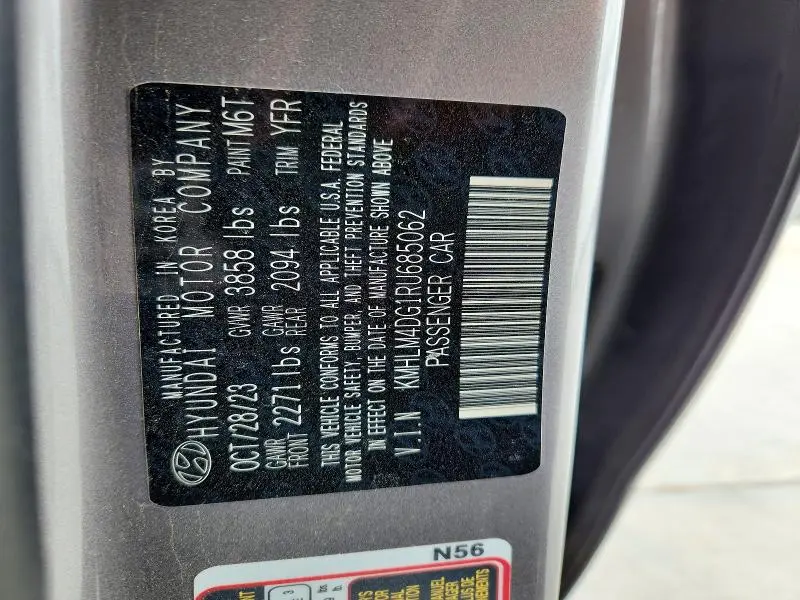 MANUFACTURED IN KOREA BY
HYUNDAI MOTOR COMPANY
OCT/28/23 GVWR 3858 lbs PAINT M6T
GAWR FRONT 2271 lbs GAWR REAR 2094 lbs TRIM YFR
THIS VEHICLE CONFORMS TO ALL APPLICABLE U.S.A. FEDERAL
MOTOR VEHICLE SAFETY, BUMPER, AND THEFT PREVENTION STANDARDS
IN EFFECT ON THE DATE OF MANUFACTURE SHOWN ABOVE
V.I.N KMHLM4DG1RU685062
PASSENGER CAR
N56
MANUEL